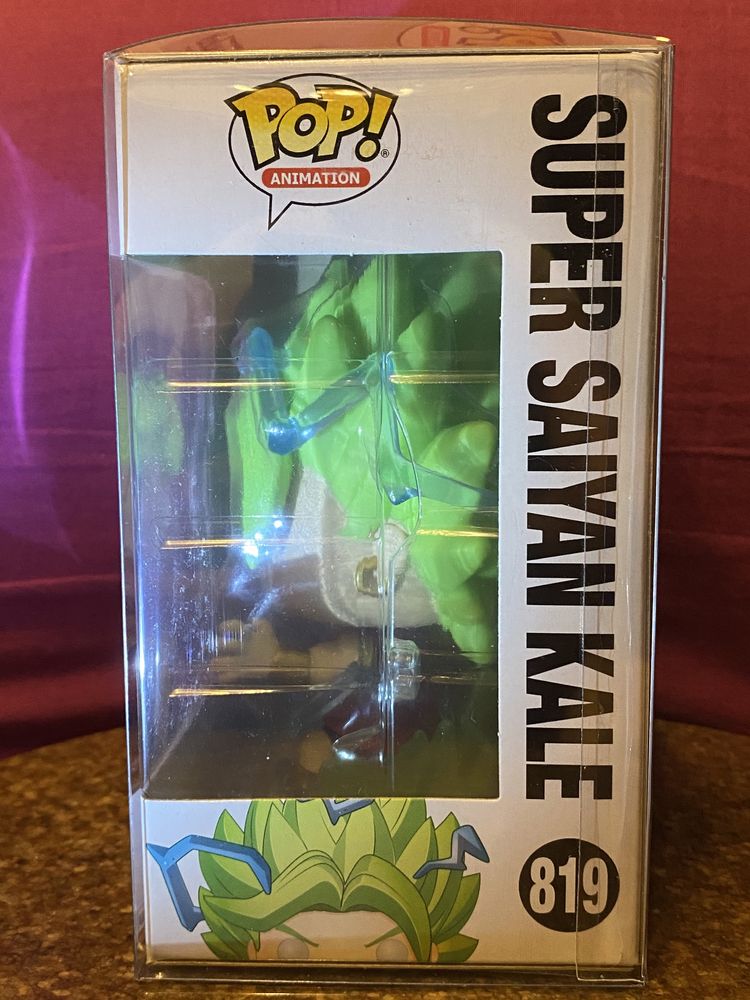 POP!®
ANIMATION
SUPER SAIYAN KALE
819